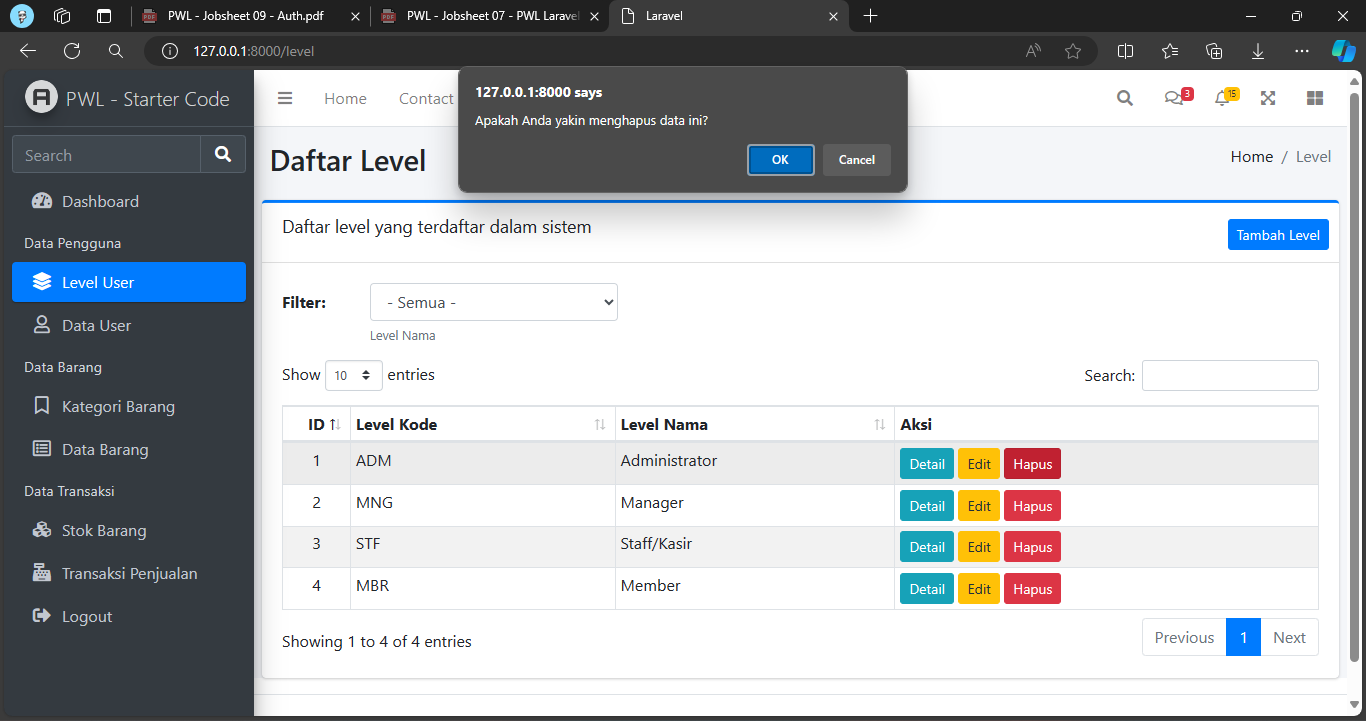 PWL - Jobsheet 09 - Auth.pdf
PWL - Jobsheet 07 - PWL Laravel
Laravel
127.0.0.1:8000/level
PWL - Starter Code
Home
Contact
3
15
127.0.0.1:8000 says
Apakah Anda yakin menghapus data ini?
OK
Cancel
Search
Dashboard
Data Pengguna
Level User
Data User
Data Barang
Kategori Barang
Data Barang
Data Transaksi
Stok Barang
Transaksi Penjualan
Logout
Daftar Level
Home / Level
Daftar level yang terdaftar dalam sistem
Tambah Level
Filter:
- Semua -
Level Nama
Show 10 entries
Search:
ID Level Kode Level Nama Aksi
1 ADM Administrator Detail Edit Hapus
2 MNG Manager Detail Edit Hapus
3 STF Staff/Kasir Detail Edit Hapus
4 MBR Member Detail Edit Hapus
Showing 1 to 4 of 4 entries
Previous 1 Next